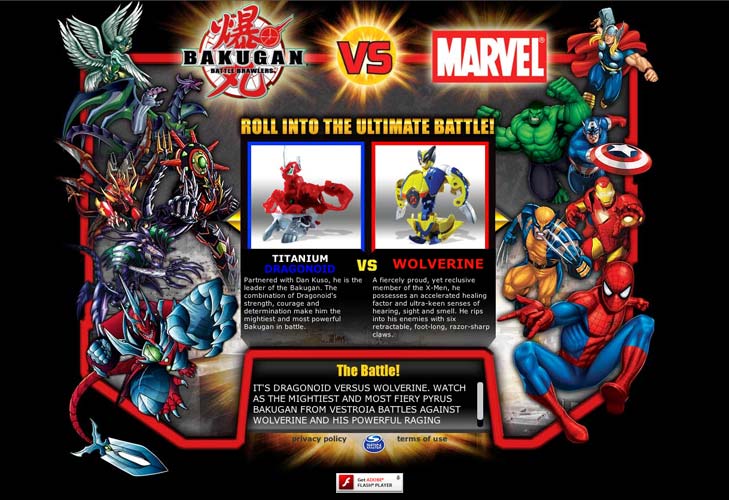 爆
BAKUGAN
BATTLE BRAWLERS
丸
VS
MARVEL
ROLL INTO THE ULTIMATE BATTLE!
TITANIUM
DRAGONOID
VS
WOLVERINE
Partnered with Dan Kuso, he is the
leader of the Bakugan. The
combination of Dragonoid's
strength, courage and
determination make him the
mightiest and most powerful
Bakugan in battle.
A fiercely proud, yet reclusive
member of the X-Men, he
possesses an accelerated healing
factor and ultra-keen senses of
hearing, sight and smell. He rips
into his enemies with six
retractable, foot-long, razor-sharp
claws.
The Battle!
IT'S DRAGONOID VERSUS WOLVERINE. WATCH
AS THE MIGHTIEST AND MOST FIERY PYRUS
BAKUGAN FROM VESTROIA BATTLES AGAINST
WOLVERINE AND HIS POWERFUL RAGING
privacy policy
terms of use
Get ADOBE®
FLASH® PLAYER